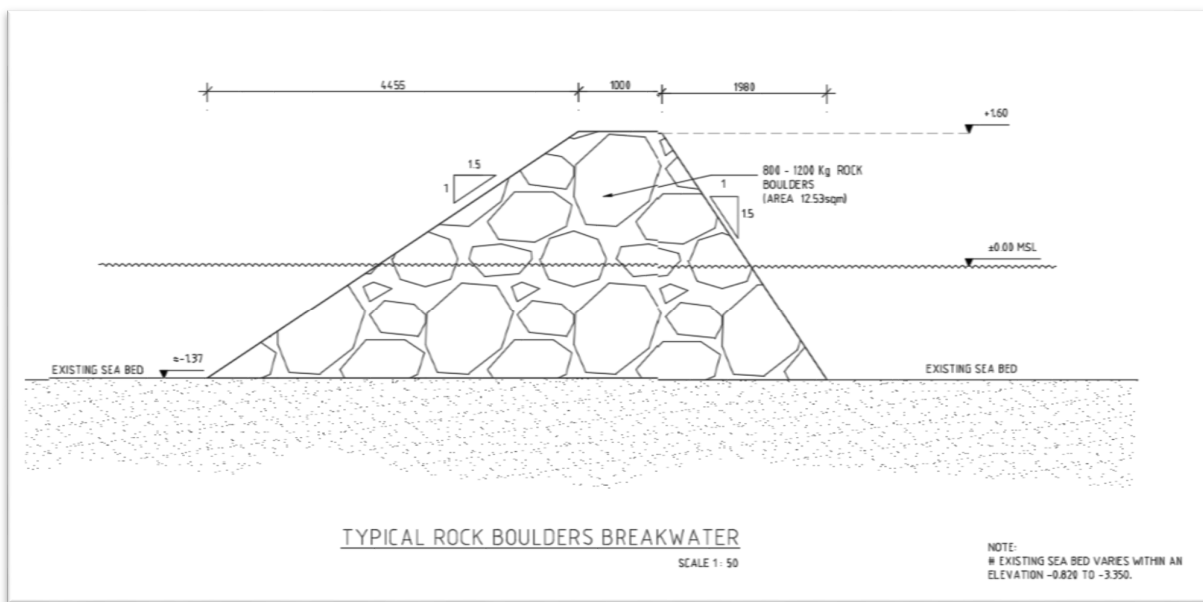 4455
1000
1980
+1.60
1.5
1
800 - 1200 Kg ROCK
BOULDERS
(AREA 12.53sqm)
1
1.5
±0.00 MSL
≈-1.37
EXISTING SEA BED
EXISTING SEA BED
TYPICAL ROCK BOULDERS BREAKWATER
SCALE 1 : 50
NOTE:
# EXISTING SEA BED VARIES WITHIN AN
ELEVATION -0.820 TO -3.350.